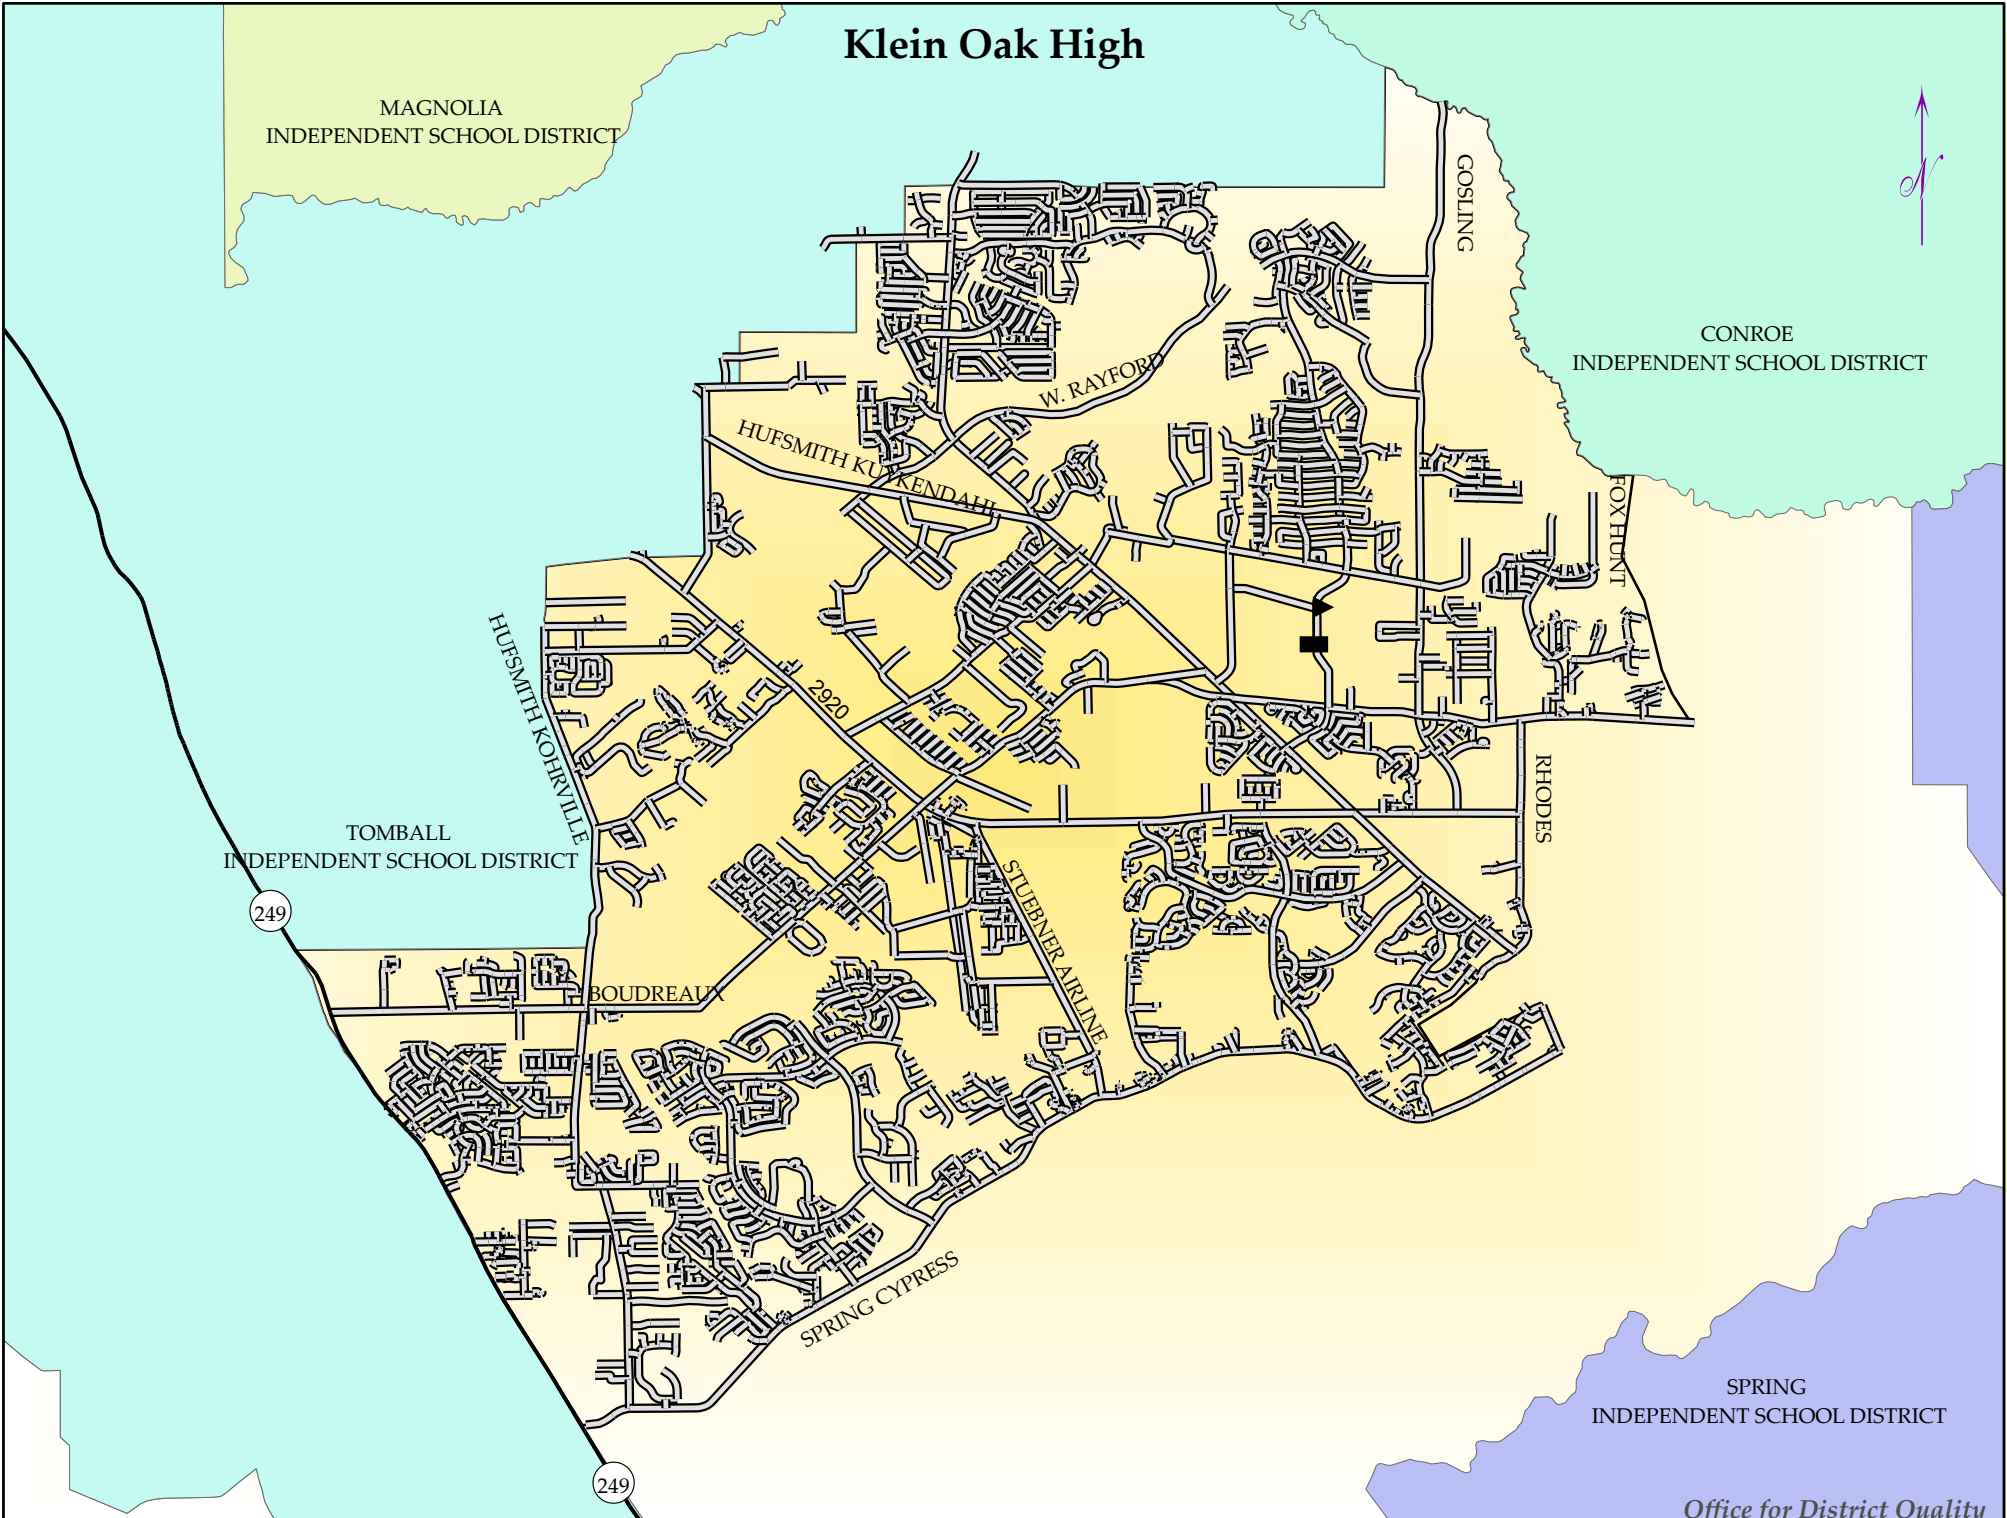 Klein Oak High
MAGNOLIA
INDEPENDENT SCHOOL DISTRICT
N
GOSLING
CONROE
INDEPENDENT SCHOOL DISTRICT
W. RAYFORD
HUFSMITH KUYKENDAHL
FOX HUNT
HUFSMITH KOHRVILLE
2920
RHODES
TOMBALL
INDEPENDENT SCHOOL DISTRICT
STUEBNER AIRLINE
249
BOUDREAUX
SPRING CYPRESS
SPRING
INDEPENDENT SCHOOL DISTRICT
249
Office for District Quality